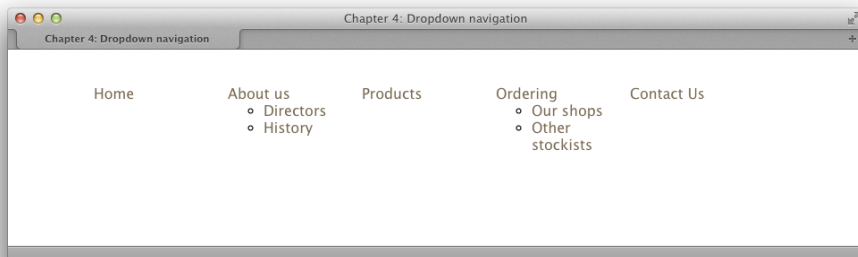 Chapter 4: Dropdown navigation
Chapter 4: Dropdown navigation
Home
About us
Directors
History
Products
Ordering
Our shops
Other
stockists
Contact Us